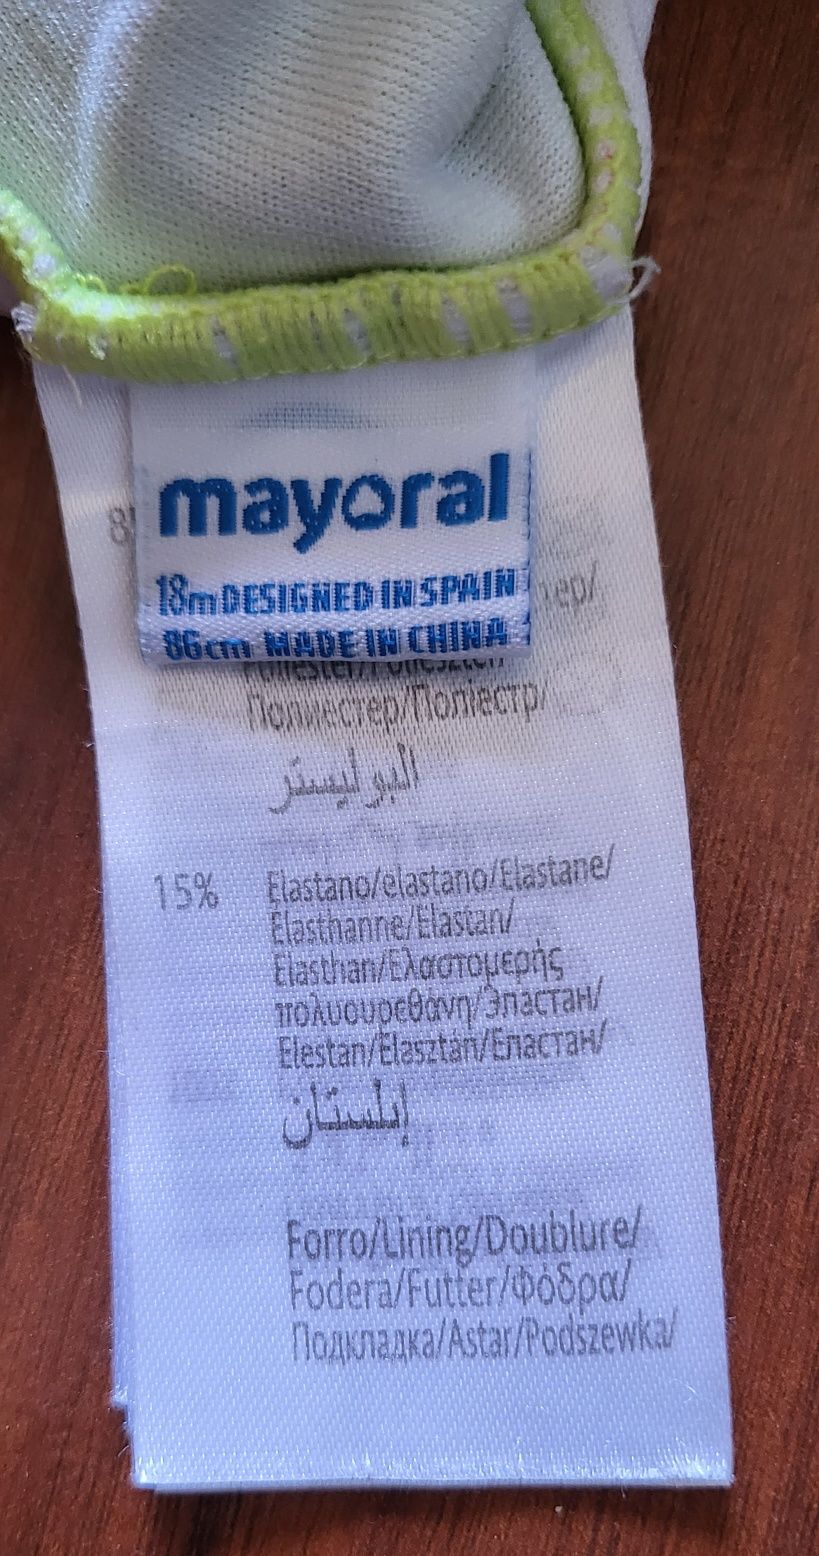 mayoral
18m DESIGNED IN SPAIN
86cm MADE IN CHINA
Полиестер/Поліестр/
البوليستر
15% Elastano/elastano/Elastane/
Elasthanne/Elastan/
Elasthan/Ελαστομερής
πολυουρεθάνη/Эластан/
Elestan/Elasztán/Еластан/
إيلستان
Forro/Lining/Doublure/
Fodera/Futter/Φόδρα/
Подкладка/Astar/Podszewka/